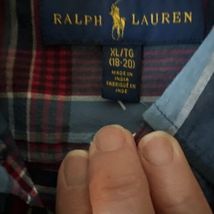 RALPH LAUREN
XL/TG
(18-20)
MADE IN
INDIA
FABRIQUÉ EN
INDE